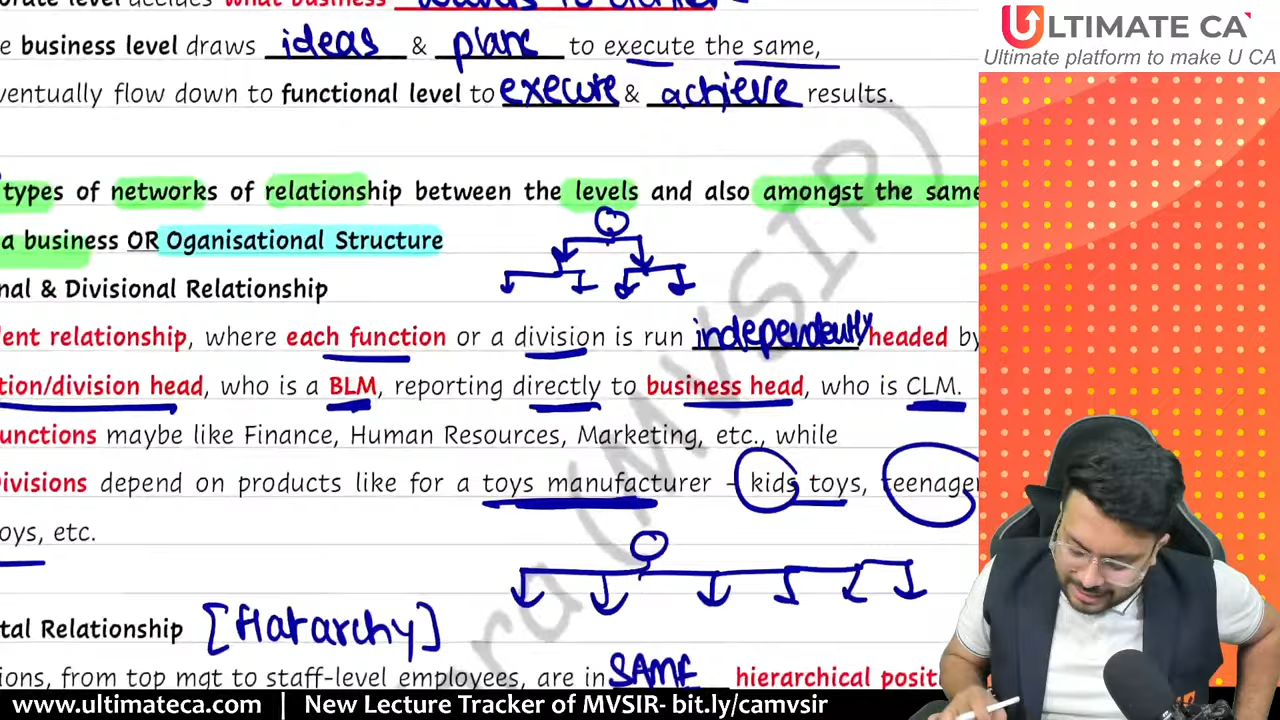 what business wants to
business level draws ideas & plans to execute the same,
ventually flow down to functional level to execute & achieve results.
types of networks of relationship between the levels and also amongst the same
a business OR Oganisational Structure
nal & Divisional Relationship
ent relationship, where each function or a division is run independently headed by
tion/division head, who is a BLM, reporting directly to business head, who is CLM.
unctions maybe like Finance, Human Resources, Marketing, etc., while
ivisions depend on products like for a toys manufacturer - kids toys, teenage
oys, etc.
tal Relationship [flatarchy]
ions, from top mgt to staff-level employees, are in SAME hierarchical posit
ULTIMATE CA
Ultimate platform to make U CA
(MVSIR)
www.ultimateca.com | New Lecture Tracker of MVSIR- bit.ly/camvsir